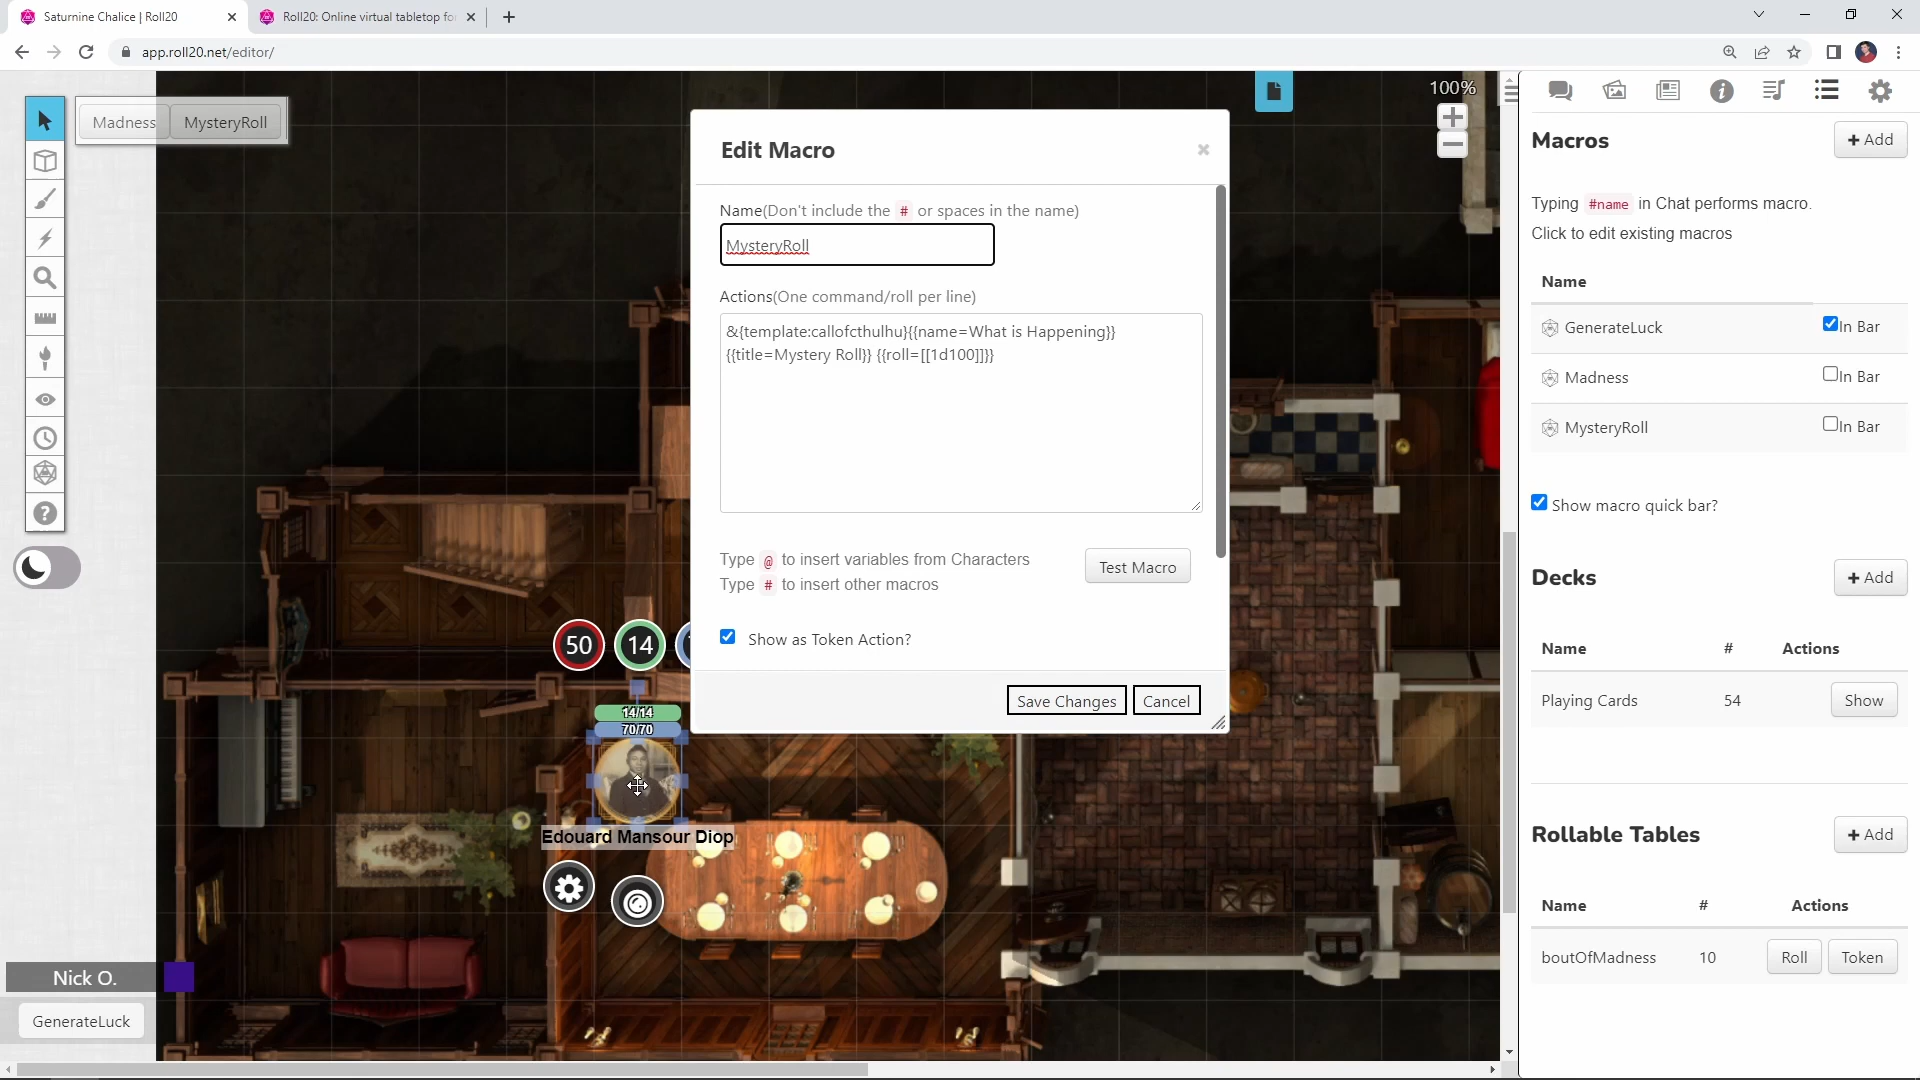 Saturnine Chalice | Roll20
Roll20: Online virtual tabletop fo
app.roll20.net/editor/
Madness
MysteryRoll
100%
Edit Macro
Name(Don't include the # or spaces in the name)
MysteryRoll
Actions(One command/roll per line)
&{template:callofcthulhu}{{name=What is Happening}}
{{title=Mystery Roll}} {{roll=[[1d100]]}}
Type @ to insert variables from Characters
Type # to insert other macros
Test Macro
Show as Token Action?
Save Changes
Cancel
50
14
14/14
70/70
Edouard Mansour Diop
Nick O.
GenerateLuck
Macros
+ Add
Typing #name in Chat performs macro.
Click to edit existing macros
Name
GenerateLuck
In Bar
Madness
In Bar
MysteryRoll
In Bar
Show macro quick bar?
Decks
+ Add
Name
#
Actions
Playing Cards
54
Show
Rollable Tables
+ Add
Name
#
Actions
boutOfMadness
10
Roll
Token